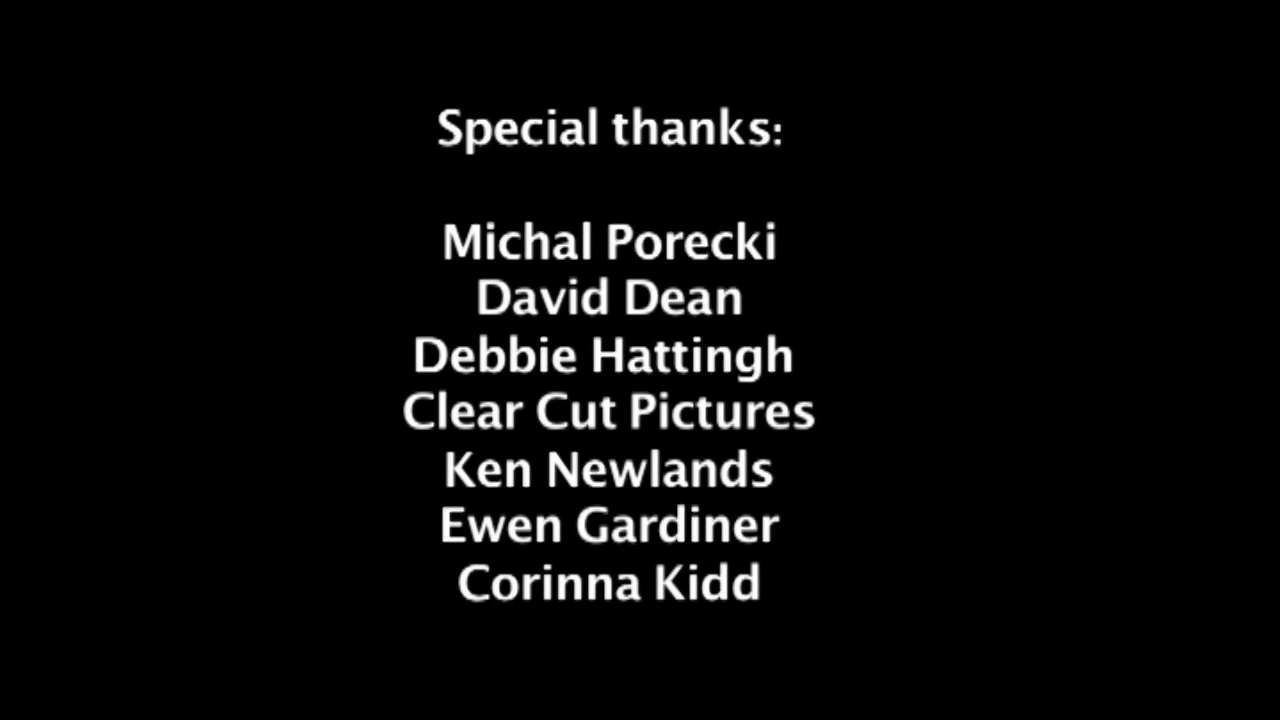 Special thanks:
Michal Porecki
David Dean
Debbie Hattingh
Clear Cut Pictures
Ken Newlands
Ewen Gardiner
Corinna Kidd